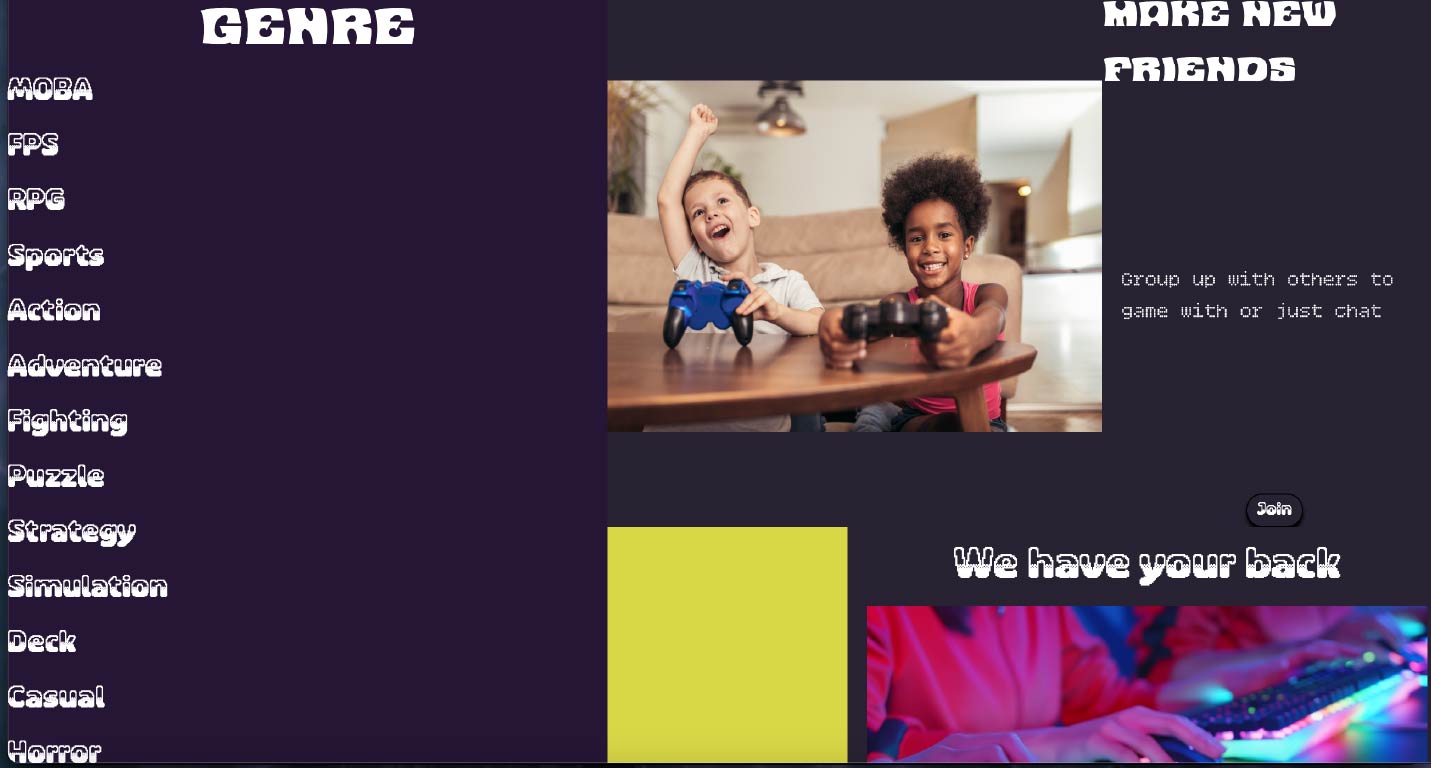 GENRE
MOBA
FPS
RPG
Sports
Action
Adventure
Fighting
Puzzle
Strategy
Simulation
Deck
Casual
Horror
MAKE NEW
FRIENDS
Group up with others to
game with or just chat
Join
We have your back